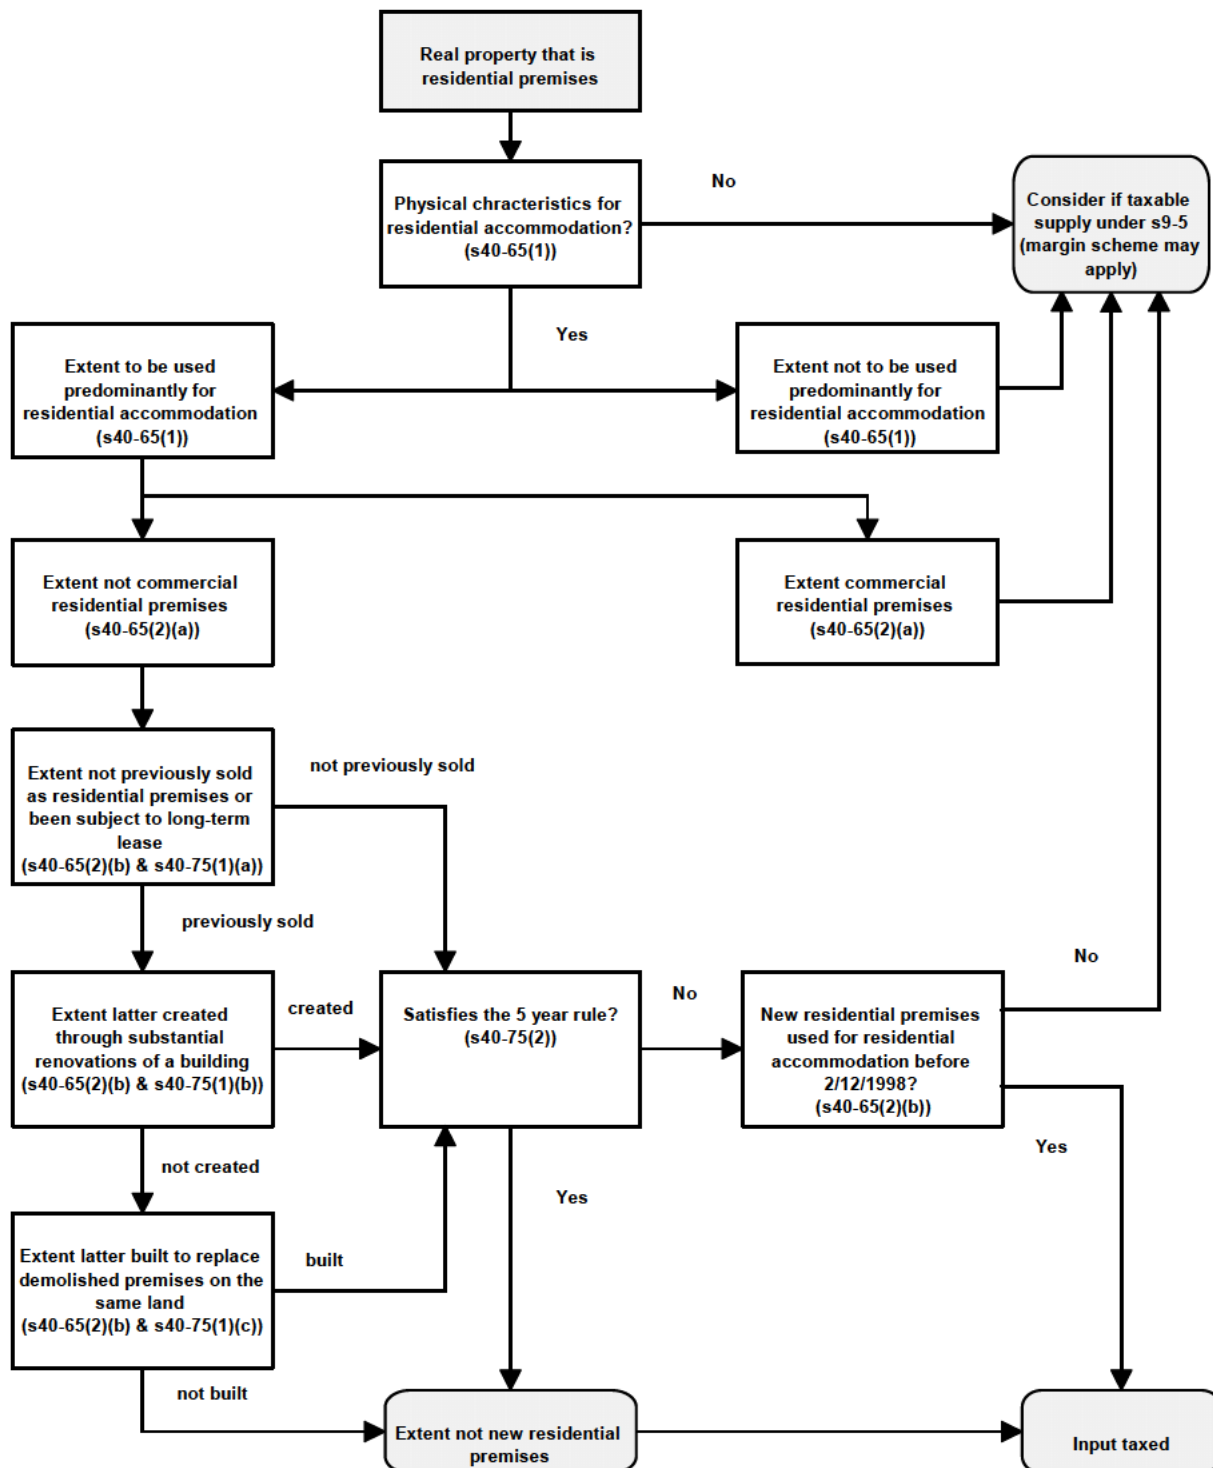 Real property that is
residential premises
No
Physical chracteristics for
residential accommodation?
(s40-65(1))
Consider if taxable
supply under s9-5
(margin scheme may
apply)
Yes
Extent to be used
predominantly for
residential accommodation
(s40-65(1))
Extent not to be used
predominantly for
residential accommodation
(s40-65(1))
Extent not commercial
residential premises
(s40-65(2)(a))
Extent commercial
residential premises
(s40-65(2)(a))
Extent not previously sold
as residential premises or
been subject to long-term
lease
(s40-65(2)(b) & s40-75(1)(a))
not previously sold
previously sold
Extent latter created
through substantial
renovations of a building
(s40-65(2)(b) & s40-75(1)(b))
created
Satisfies the 5 year rule?
(s40-75(2))
No
New residential premises
used for residential
accommodation before
2/12/1998?
(s40-65(2)(b))
No
not created
Yes
Yes
Extent latter built to replace
demolished premises on the
same land
(s40-65(2)(b) & s40-75(1)(c))
built
not built
Extent not new residential
premises
Input taxed